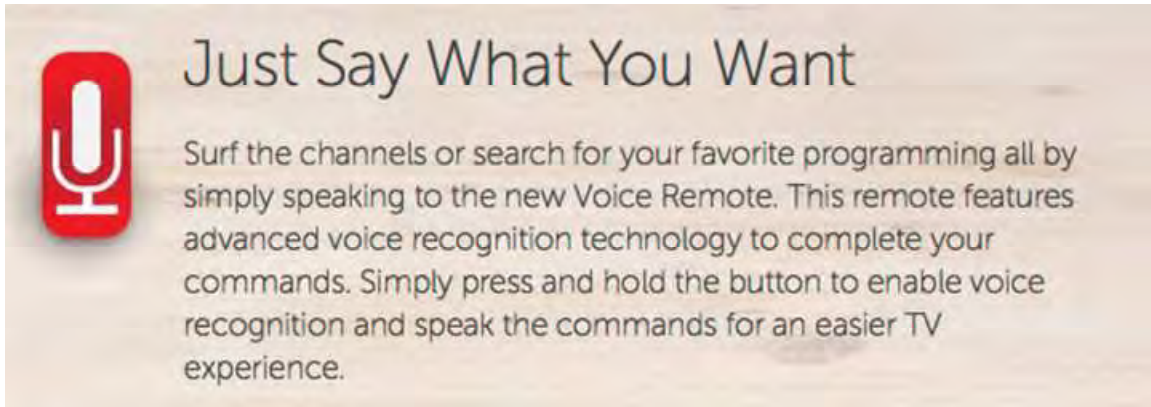 Just Say What You Want
Surf the channels or search for your favorite programming all by
simply speaking to the new Voice Remote. This remote features
advanced voice recognition technology to complete your
commands. Simply press and hold the button to enable voice
recognition and speak the commands for an easier TV
experience.